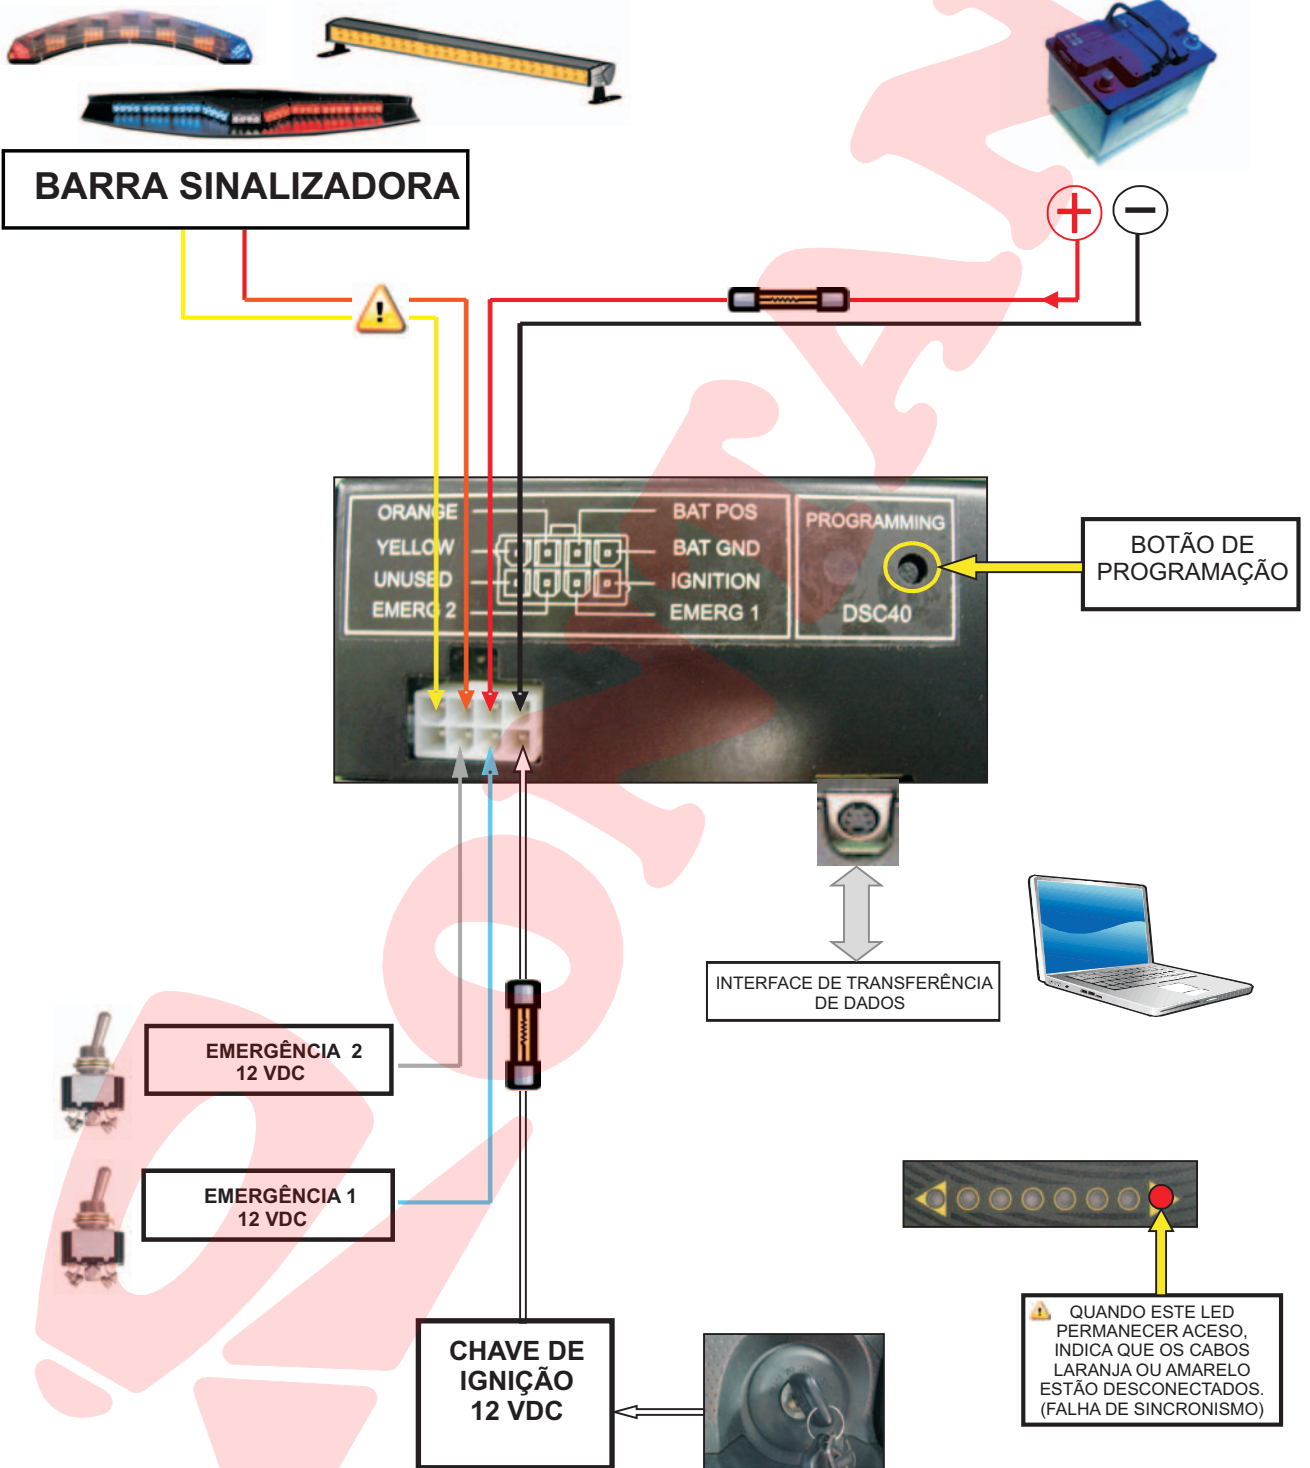 BARRA SINALIZADORA
ORANGE
YELLOW
UNUSED
EMERG 2
BAT POS
BAT GND
IGNITION
EMERG 1
PROGRAMMING
DSC40
BOTÃO DE
PROGRAMAÇÃO
INTERFACE DE TRANSFERÊNCIA
DE DADOS
EMERGÊNCIA 2
12 VDC
EMERGÊNCIA 1
12 VDC
CHAVE DE
IGNIÇÃO
12 VDC
QUANDO ESTE LED
PERMANECER ACESO,
INDICA QUE OS CABOS
LARANJA OU AMARELO
ESTÃO DESCONECTADOS.
(FALHA DE SINCRONISMO)